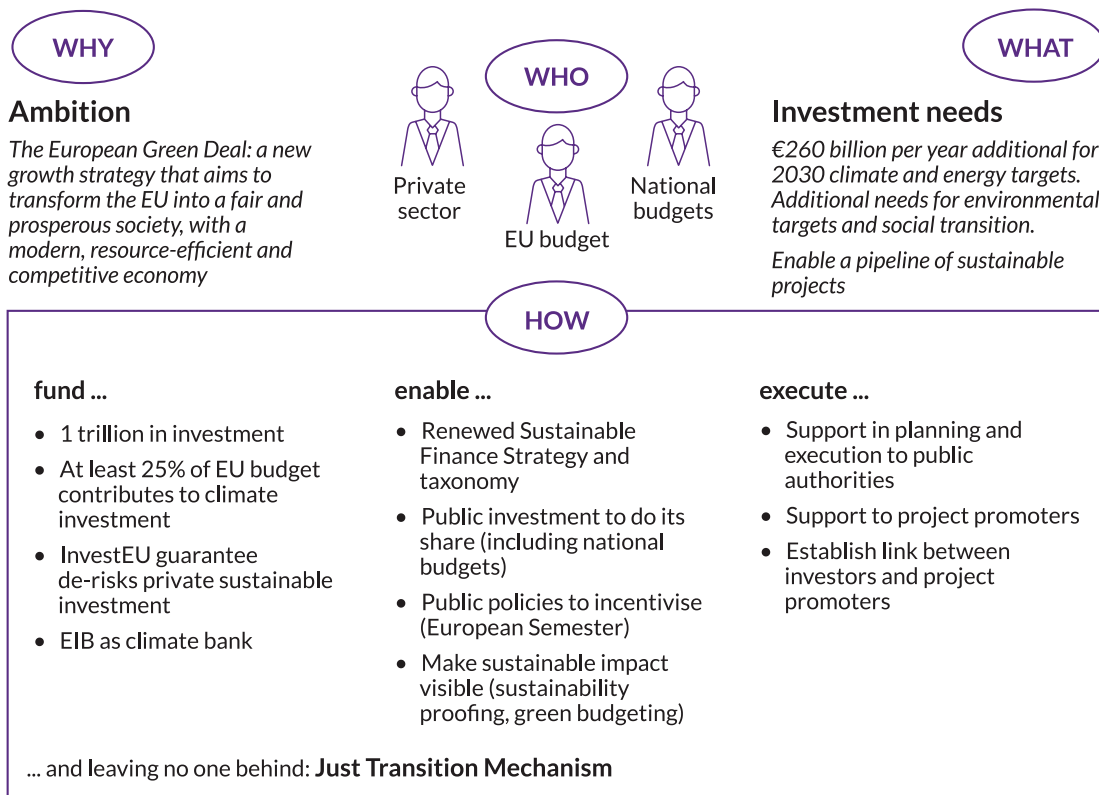 WHY
Ambition
The European Green Deal: a new
growth strategy that aims to
transform the EU into a fair and
prosperous society, with a
modern, resource-efficient and
competitive economy
WHO
Private
sector
EU budget
National
budgets
WHAT
Investment needs
€260 billion per year additional for
2030 climate and energy targets.
Additional needs for environmental
targets and social transition.
Enable a pipeline of sustainable
projects
HOW
fund ...
• 1 trillion in investment
• At least 25% of EU budget
contributes to climate
investment
• InvestEU guarantee
de-risks private sustainable
investment
• EIB as climate bank
enable ...
• Renewed Sustainable
Finance Strategy and
taxonomy
• Public investment to do its
share (including national
budgets)
• Public policies to incentivise
(European Semester)
• Make sustainable impact
visible (sustainability
proofing, green budgeting)
execute ...
• Support in planning and
execution to public
authorities
• Support to project promoters
• Establish link between
investors and project
promoters
... and leaving no one behind: Just Transition Mechanism